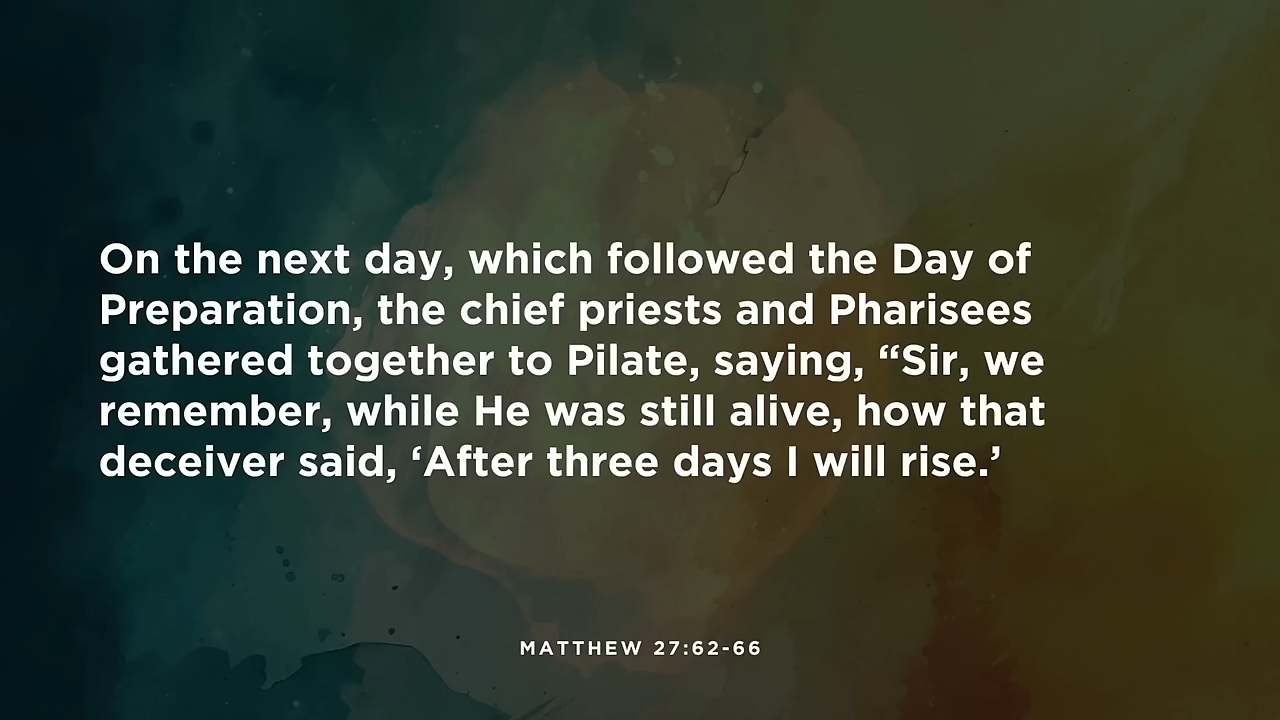 On the next day, which followed the Day of
Preparation, the chief priests and Pharisees
gathered together to Pilate, saying, “Sir, we
remember, while He was still alive, how that
deceiver said, ‘After three days I will rise.’
MATTHEW 27:62-66